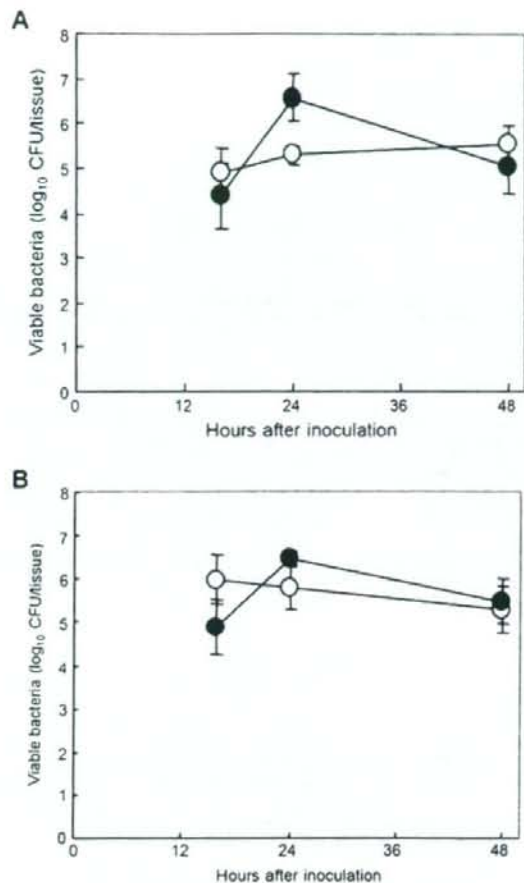 A
8
7
6
5
4
3
2
1
0
Viable bacteria (log₁₀ CFU/tissue)
0 12 24 36 48
Hours after inoculation
B
8
7
6
5
4
3
2
1
0
Viable bacteria (log₁₀ CFU/tissue)
0 12 24 36 48
Hours after inoculation